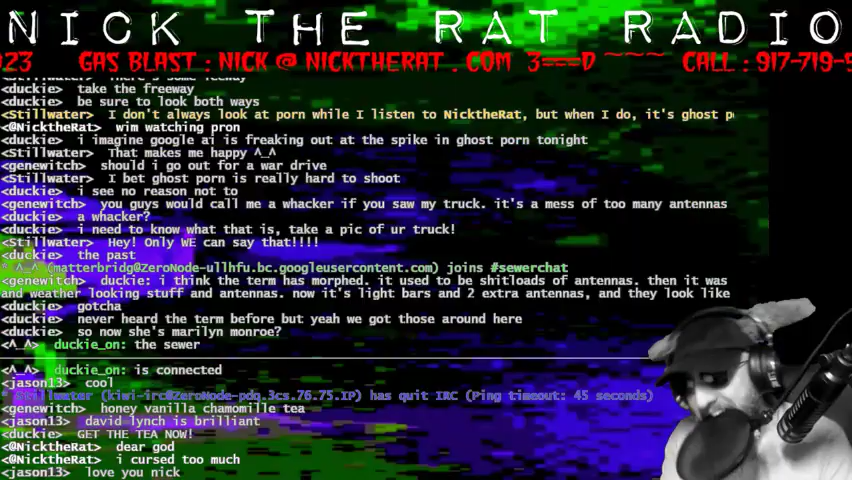 NICK THE RAT RADIO
023 GAS BLAST : NICK @ NICKTHERAT . COM 3===D ~~~~ CALL : 917-719-5
<Stillwater> There's some leeway
<duckie> take the freeway
<duckie> be sure to look both ways
<Stillwater> I don't always look at porn while I listen to NicktheRat, but when I do, it's ghost p
<@NicktheRat> wim watching pron
<duckie> i imagine google ai is freaking out at the spike in ghost porn tonight
<Stillwater> That makes me happy ^_^
<genewitch> should i go out for a war drive
<Stillwater> I bet ghost porn is really hard to shoot
<duckie> i see no reason not to
<genewitch> you guys would call me a whacker if you saw my truck. it's a mess of too many antennas
<duckie> a whacker?
<duckie> i need to know what that is, take a pic of ur truck!
<Stillwater> Hey! Only WE can say that!!!!
<duckie> the past
* ^_^ (matterbridg@ZeroNode-ullhfu.bc.googleusercontent.com) joins #sewerchat
<genewitch> duckie: i think the term has morphed. it used to be shitloads of antennas. then it was
and weather looking stuff and antennas. now it's light bars and 2 extra antennas, and they look like
<duckie> gotcha
<duckie> never heard the term before but yeah we got those around here
<duckie> so now she's marilyn monroe?
<^_^> duckie_on: the sewer
<^_^> duckie_on: is connected
<jason13> cool
* Stillwater (kiwi-irc@ZeroNode-pdq.3cs.76.75.IP) has quit IRC (Ping timeout: 45 seconds)
<genewitch> honey vanilla chamomille tea
<jason13> david lynch is brilliant
<duckie> GET THE TEA NOW!
<@NicktheRat> dear god
<@NicktheRat> i cursed too much
<jason13> love you nick